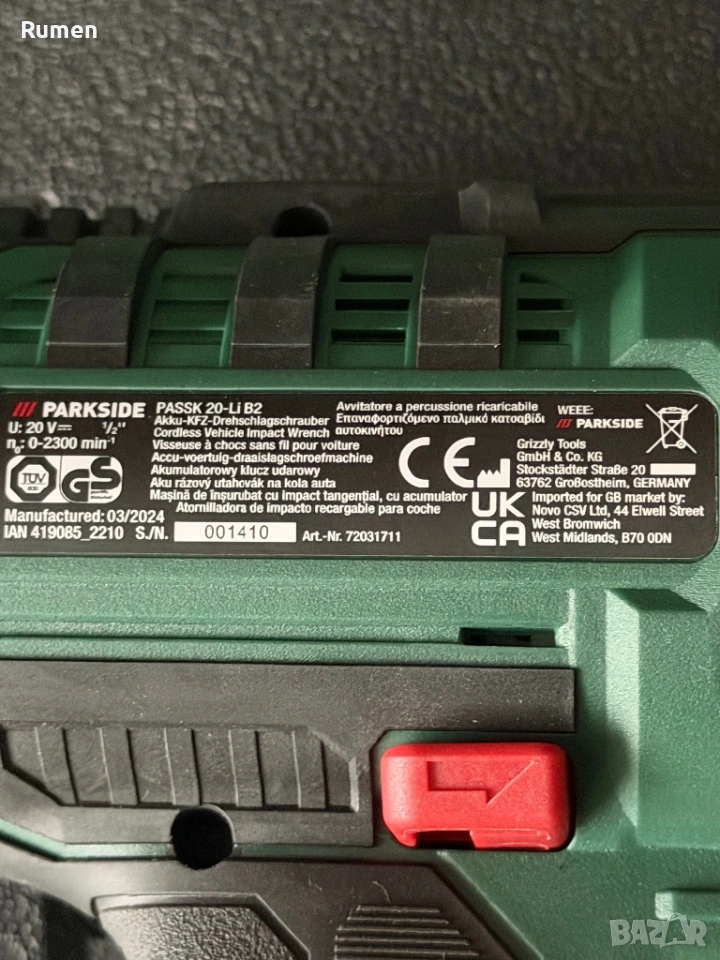 Rumen
PARKSIDE
U: 20 V 1/2"
n₀: 0-2300 min⁻¹
TÜV
GS
Manufactured: 03/2024
IAN 419085_2210 S./N. 001410 Art.-Nr. 72031711
PASSK 20-Li B2
Akku-KFZ-Drehschlagschrauber
Cordless Vehicle Impact Wrench
Visseuse à chocs sans fil pour voiture
Accu-voertuig-draaislagschroefmachine
Akumulatorowy klucz udarowy
Aku rázový utahovák na kola auta
Mașină de înșurubat cu impact tangențial, cu acumulator
Atornilladora de impacto recargable para coche
Avvitatore a percussione ricaricabile
Επαναφορτιζόμενο παλμικό κατσαβίδι
αυτοκινήτου
CE
UK
CA
WEEE:
PARKSIDE
Grizzly Tools
GmbH & Co. KG
Stockstädter Straße 20
63762 Großostheim, GERMANY
Imported for GB market by:
Novo CSV Ltd, 44 Elwell Street
West Bromwich
West Midlands, B70 0DN
BAZAR